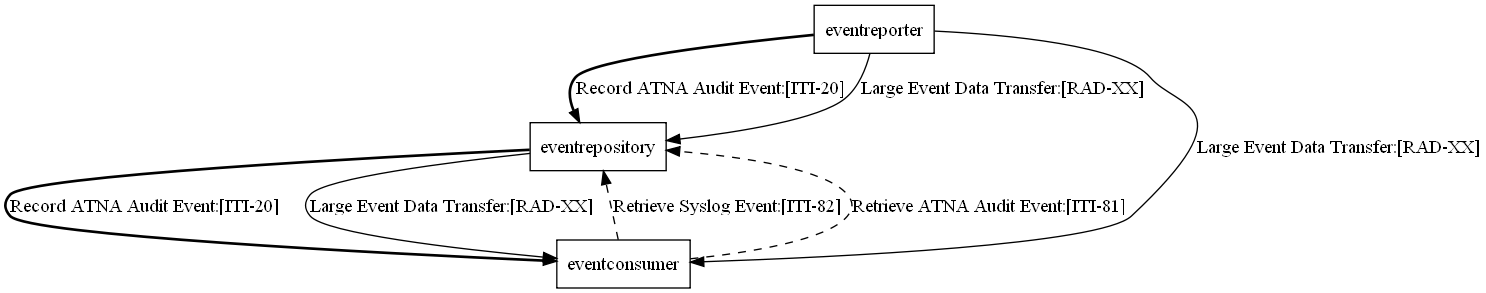 eventreporter
Record ATNA Audit Event:[ITI-20]
Large Event Data Transfer:[RAD-XX]
eventrepository
Large Event Data Transfer:[RAD-XX]
Record ATNA Audit Event:[ITI-20]
Large Event Data Transfer:[RAD-XX]
Retrieve Syslog Event:[ITI-82]
Retrieve ATNA Audit Event:[ITI-81]
eventconsumer